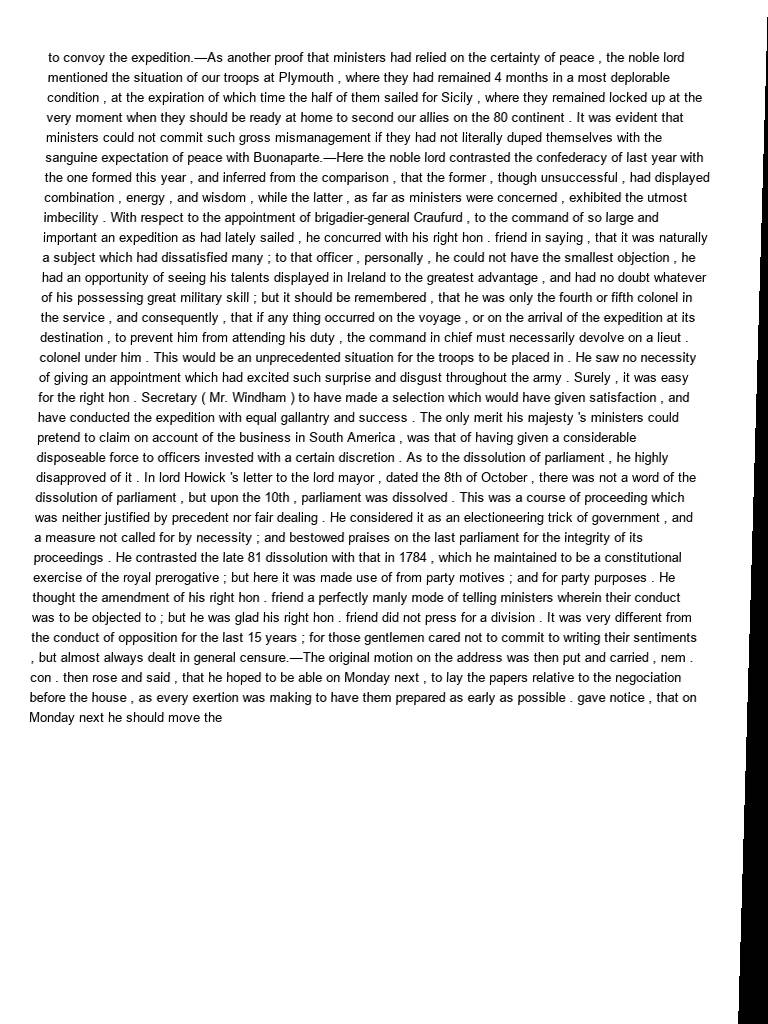 to convoy the expedition.—As another proof that ministers had relied on the certainty of peace , the noble lord
mentioned the situation of our troops at Plymouth , where they had remained 4 months in a most deplorable
condition , at the expiration of which time the half of them sailed for Sicily , where they remained locked up at the
very moment when they should be ready at home to second our allies on the 80 continent . It was evident that
ministers could not commit such gross mismanagement if they had not literally duped themselves with the
sanguine expectation of peace with Buonaparte.—Here the noble lord contrasted the confederacy of last year with
the one formed this year , and inferred from the comparison , that the former , though unsuccessful , had displayed
combination , energy , and wisdom , while the latter , as far as ministers were concerned , exhibited the utmost
imbecility . With respect to the appointment of brigadier-general Craufurd , to the command of so large and
important an expedition as had lately sailed , he concurred with his right hon . friend in saying , that it was naturally
a subject which had dissatisfied many ; to that officer , personally , he could not have the smallest objection , he
had an opportunity of seeing his talents displayed in Ireland to the greatest advantage , and had no doubt whatever
of his possessing great military skill ; but it should be remembered , that he was only the fourth or fifth colonel in
the service , and consequently , that if any thing occurred on the voyage , or on the arrival of the expedition at its
destination , to prevent him from attending his duty , the command in chief must necessarily devolve on a lieut .
colonel under him . This would be an unprecedented situation for the troops to be placed in . He saw no necessity
of giving an appointment which had excited such surprise and disgust throughout the army . Surely , it was easy
for the right hon . Secretary ( Mr. Windham ) to have made a selection which would have given satisfaction , and
have conducted the expedition with equal gallantry and success . The only merit his majesty 's ministers could
pretend to claim on account of the business in South America , was that of having given a considerable
disposeable force to officers invested with a certain discretion . As to the dissolution of parliament , he highly
disapproved of it . In lord Howick 's letter to the lord mayor , dated the 8th of October , there was not a word of the
dissolution of parliament , but upon the 10th , parliament was dissolved . This was a course of proceeding which
was neither justified by precedent nor fair dealing . He considered it as an electioneering trick of government , and
a measure not called for by necessity ; and bestowed praises on the last parliament for the integrity of its
proceedings . He contrasted the late 81 dissolution with that in 1784 , which he maintained to be a constitutional
exercise of the royal prerogative ; but here it was made use of from party motives ; and for party purposes . He
thought the amendment of his right hon . friend a perfectly manly mode of telling ministers wherein their conduct
was to be objected to ; but he was glad his right hon . friend did not press for a division . It was very different from
the conduct of opposition for the last 15 years ; for those gentlemen cared not to commit to writing their sentiments
, but almost always dealt in general censure.—The original motion on the address was then put and carried , nem .
con . then rose and said , that he hoped to be able on Monday next , to lay the papers relative to the negociation
before the house , as every exertion was making to have them prepared as early as possible . gave notice , that on
Monday next he should move the